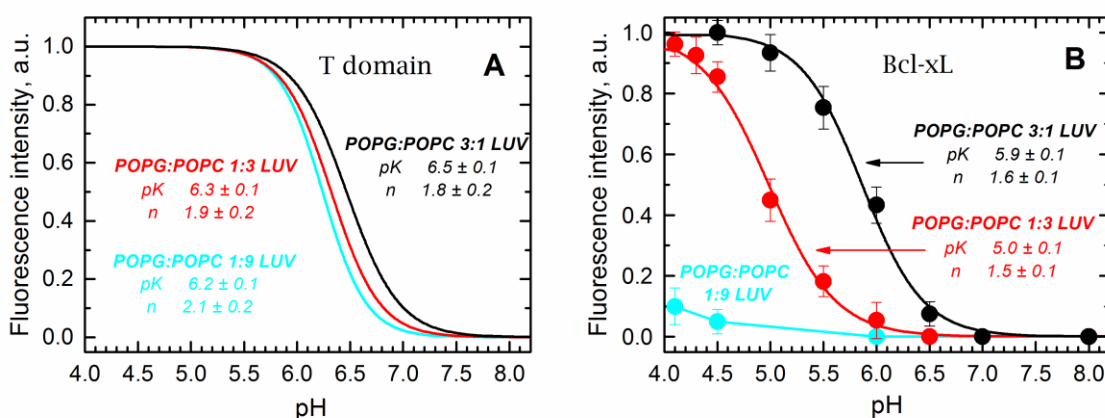 Fluorescence intensity, a.u.
1.0
0.8
0.6
0.4
0.2
0.0
T domain
A
POPG:POPC 3:1 LUV
pK 6.5 ± 0.1
n 1.8 ± 0.2
POPG:POPC 1:3 LUV
pK 6.3 ± 0.1
n 1.9 ± 0.2
POPG:POPC 1:9 LUV
pK 6.2 ± 0.1
n 2.1 ± 0.2
4.0 4.5 5.0 5.5 6.0 6.5 7.0 7.5 8.0
pH
Fluorescence intensity, a.u.
1.0
0.8
0.6
0.4
0.2
0.0
Bcl-xL
B
POPG:POPC 3:1 LUV
pK 5.9 ± 0.1
n 1.6 ± 0.1
POPG:POPC 1:3 LUV
pK 5.0 ± 0.1
n 1.5 ± 0.1
POPG:POPC
1:9 LUV
4.0 4.5 5.0 5.5 6.0 6.5 7.0 7.5 8.0
pH